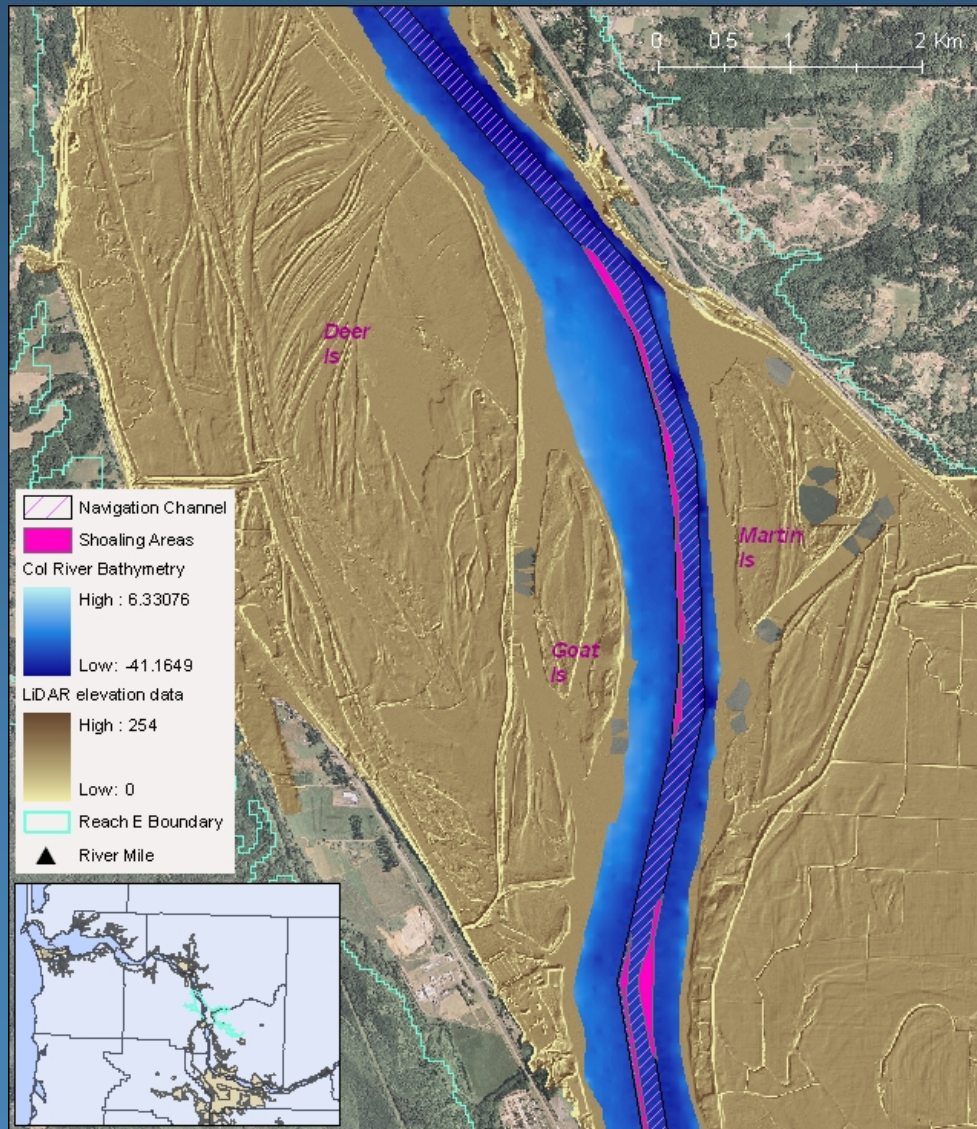 0 0.5 1 2 Km
Deer
Is
Martin
Is
Goat
Is
Navigation Channel
Shoaling Areas
Col River Bathymetry
High : 6.33076
Low: -41.1649
LiDAR elevation data
High : 254
Low: 0
Reach E Boundary
River Mile